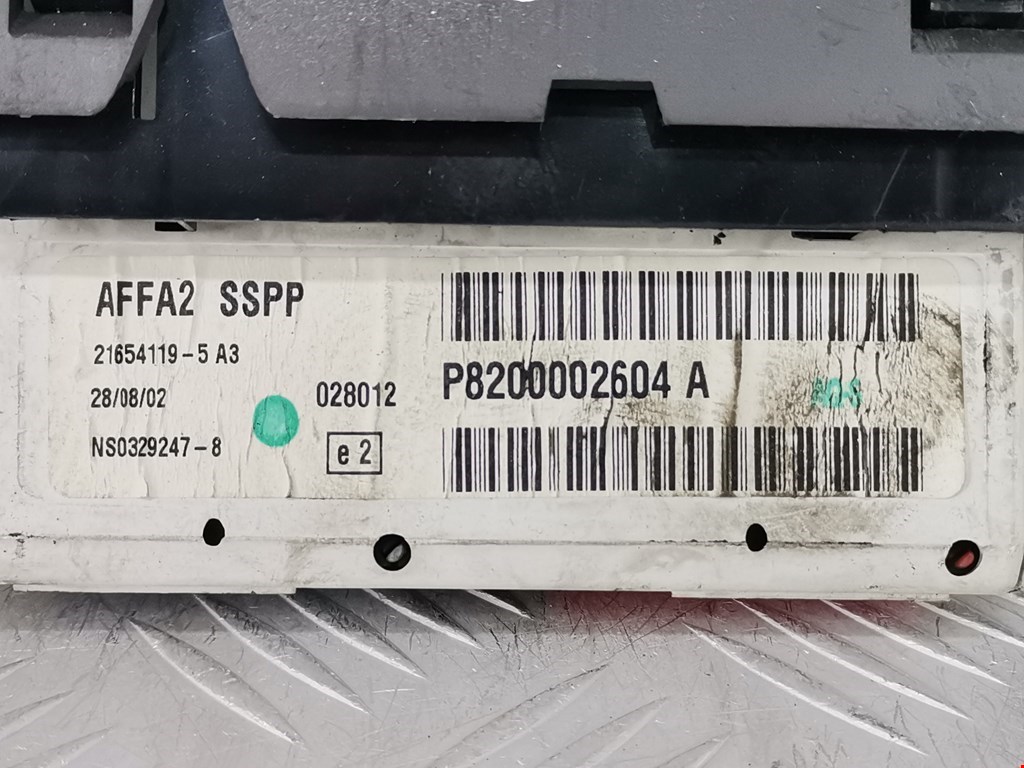 AFFA2 SSPP
21654119-5 A3
28/08/02
028012
NS0329247-8
e 2
P8200002604 A